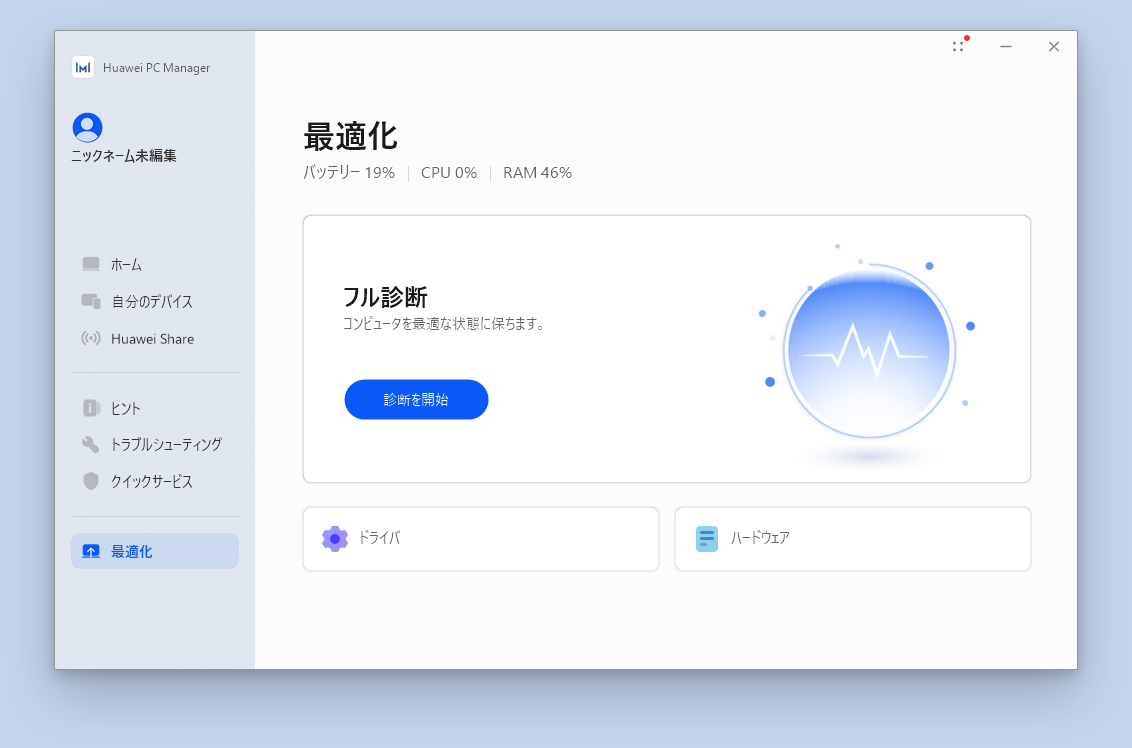 Huawei PC Manager
ニックネーム未編集
ホーム
自分のデバイス
Huawei Share
ヒント
トラブルシューティング
クイックサービス
最適化
最適化
バッテリー 19% CPU 0% RAM 46%
フル診断
コンピュータを最適な状態に保ちます。
診断を開始
ドライバ
ハードウェア